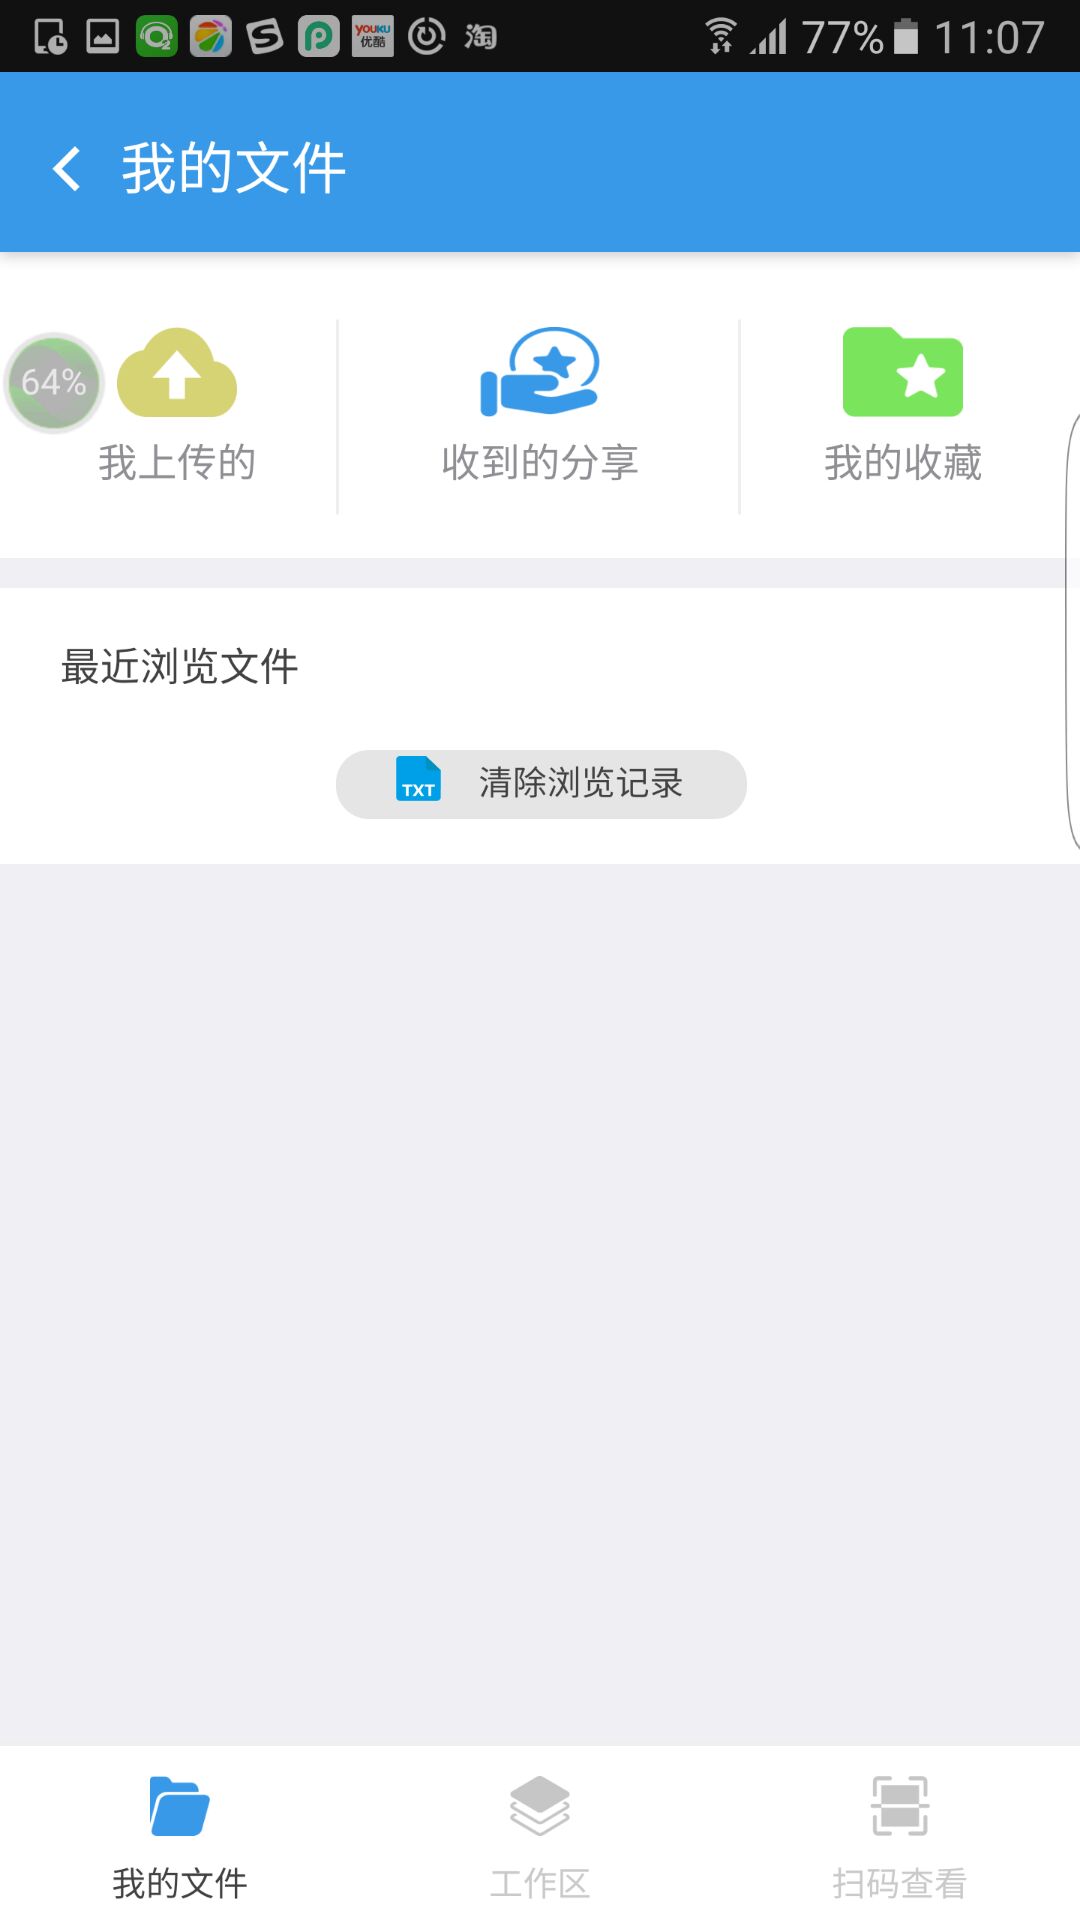 YOUKU
优酷
淘
77%
11:07
我的文件
64%
我上传的
收到的分享
我的收藏
最近浏览文件
TXT
清除浏览记录
我的文件
工作区
扫码查看